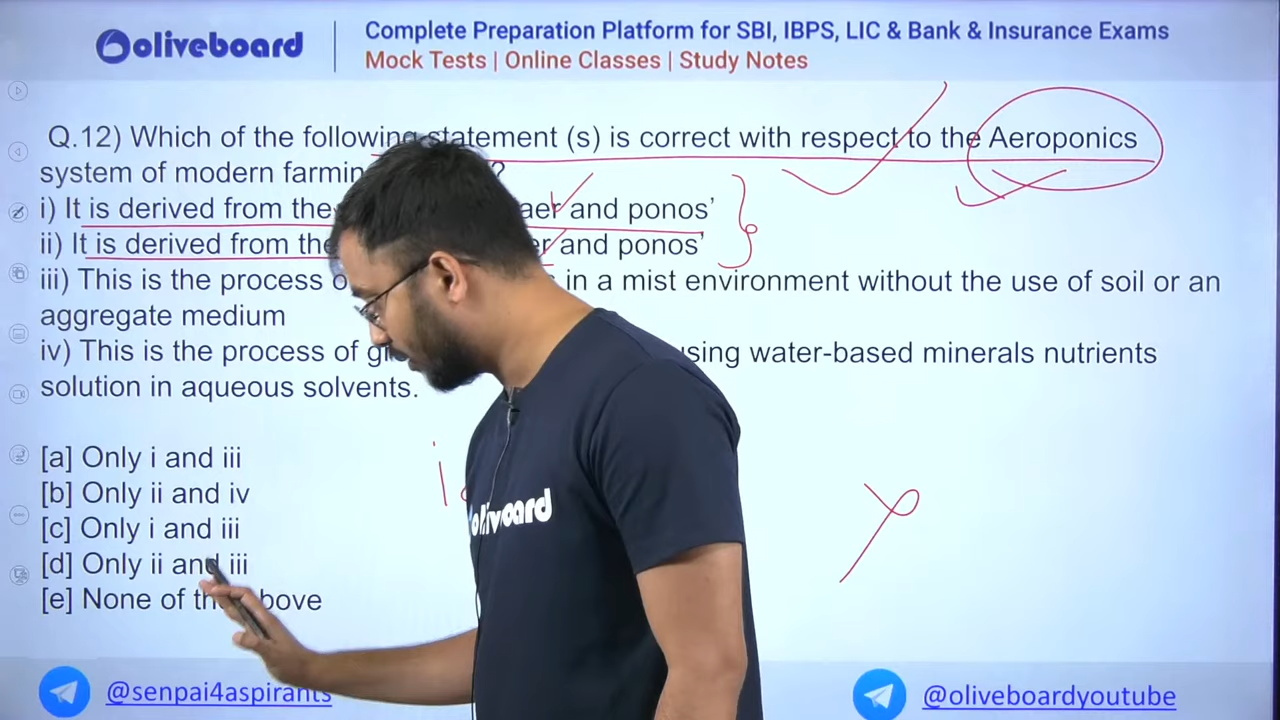 oliveboard
Complete Preparation Platform for SBI, IBPS, LIC & Bank & Insurance Exams
Mock Tests | Online Classes | Study Notes
Q.12) Which of the following statement (s) is correct with respect to the Aeroponics
system of modern farming ?
i) It is derived from the aer and ponos'
ii) It is derived from the and ponos'
iii) This is the process in a mist environment without the use of soil or an
aggregate medium
iv) This is the process of using water-based minerals nutrients
solution in aqueous solvents.
[a] Only i and iii
[b] Only ii and iv
[c] Only i and iii
[d] Only ii and iii
[e] None of the above
oliveboard
@senpai4aspirants
@oliveboardyoutube